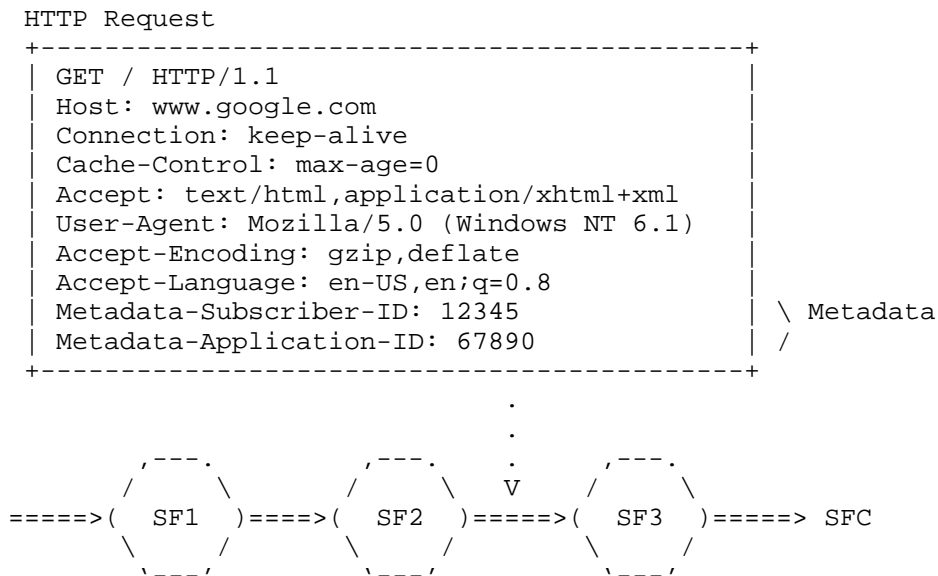 HTTP Request
GET / HTTP/1.1
Host: www.google.com
Connection: keep-alive
Cache-Control: max-age=0
Accept: text/html,application/xhtml+xml
User-Agent: Mozilla/5.0 (Windows NT 6.1)
Accept-Encoding: gzip,deflate
Accept-Language: en-US,en;q=0.8
Metadata-Subscriber-ID: 12345 \ Metadata
Metadata-Application-ID: 67890 /
SF1 SF2 SF3 SFC